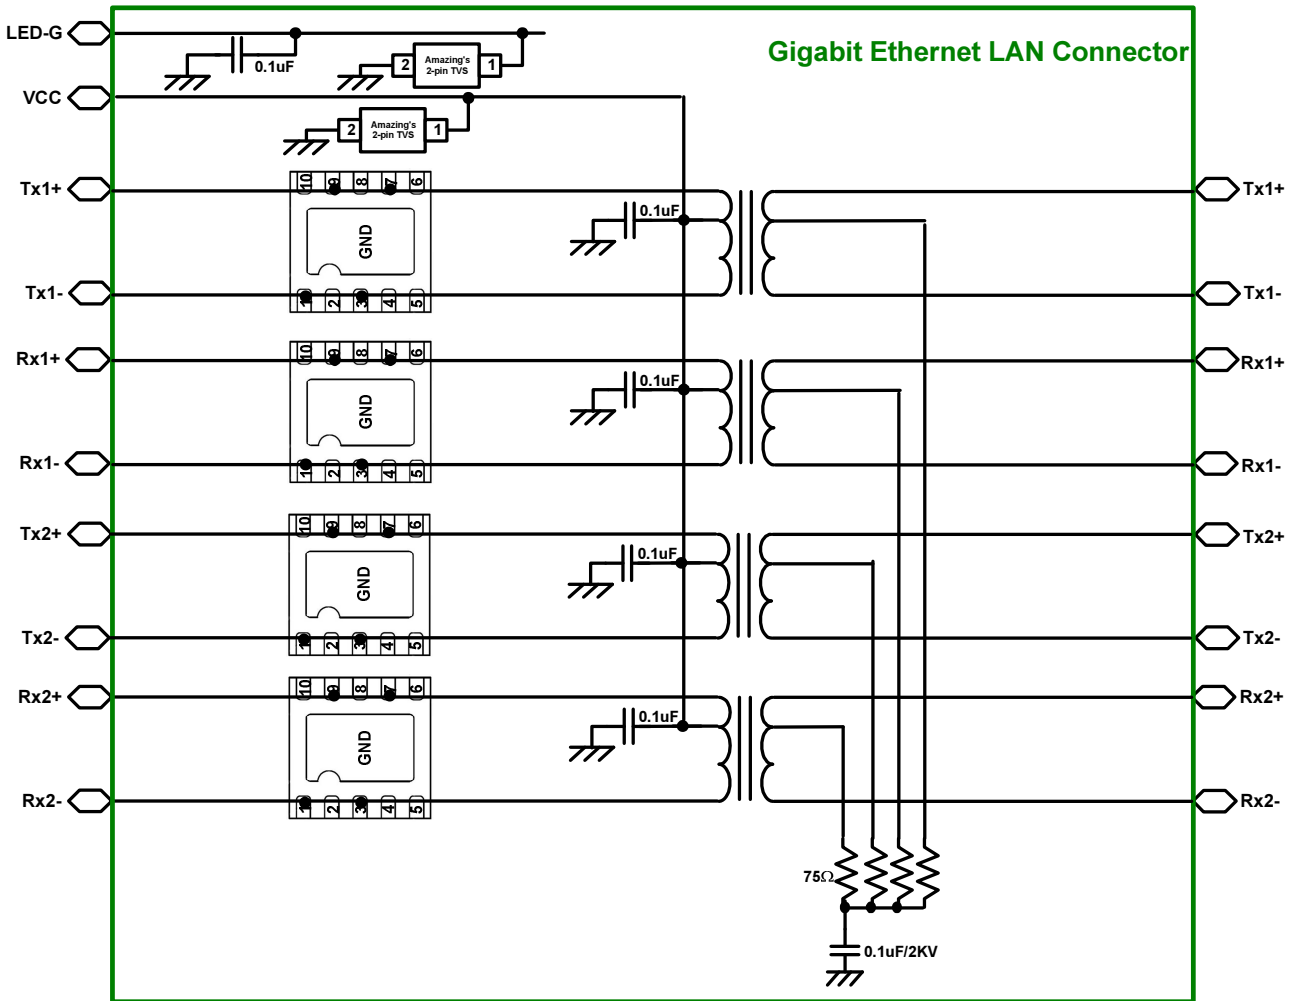 LED-G
0.1uF
2
Amazing's
2-pin TVS
1
Gigabit Ethernet LAN Connector
VCC
2
Amazing's
2-pin TVS
1
Tx1+
10 9 8 7 6
GND
1 2 3 4 5
0.1uF
Tx1+
Tx1-
Tx1-
Rx1+
10 9 8 7 6
GND
1 2 3 4 5
0.1uF
Rx1+
Rx1-
Rx1-
Tx2+
10 9 8 7 6
GND
1 2 3 4 5
0.1uF
Tx2+
Tx2-
Tx2-
Rx2+
10 9 8 7 6
GND
1 2 3 4 5
0.1uF
Rx2+
Rx2-
Rx2-
75Ω
0.1uF/2KV